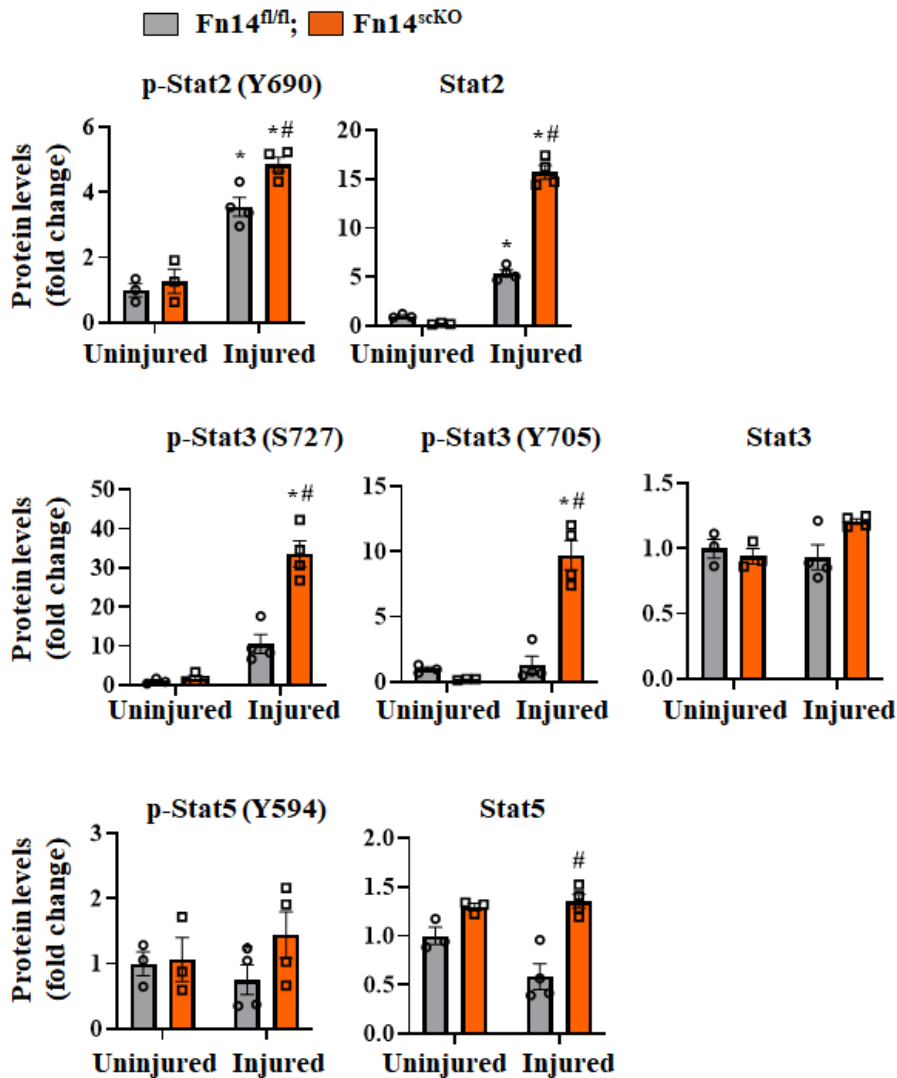 Fn14fl/fl; Fn14scKO
p-Stat2 (Y690) Stat2
Protein levels
(fold change)
6
4
2
0
* *#
Uninjured Injured
20
15
10
5
0
* *#
Uninjured Injured
p-Stat3 (S727) p-Stat3 (Y705) Stat3
Protein levels
(fold change)
50
40
30
20
10
0
*#
Uninjured Injured
15
10
5
0
*#
Uninjured Injured
1.5
1.0
0.5
0.0
Uninjured Injured
p-Stat5 (Y594) Stat5
Protein levels
(fold change)
3
2
1
0
Uninjured Injured
2.0
1.5
1.0
0.5
0.0
#
Uninjured Injured